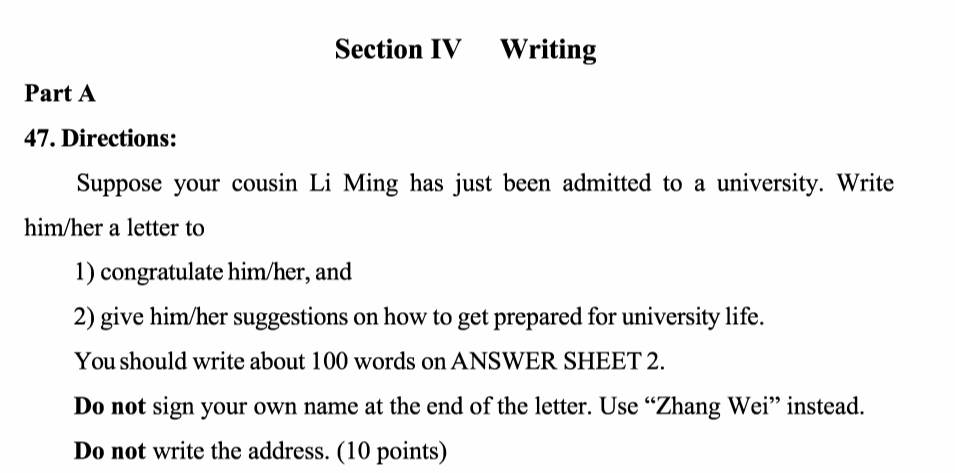 Section IV Writing
Part A
47. Directions:
Suppose your cousin Li Ming has just been admitted to a university. Write
him/her a letter to
1) congratulate him/her, and
2) give him/her suggestions on how to get prepared for university life.
You should write about 100 words on ANSWER SHEET 2.
Do not sign your own name at the end of the letter. Use “Zhang Wei” instead.
Do not write the address. (10 points)